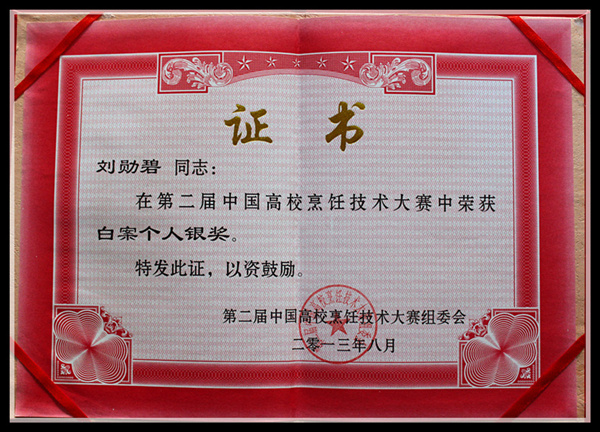 证书
刘勋碧 同志：
在第二届中国高校烹饪技术大赛中荣获
白案个人银奖。
特发此证，以资鼓励。
第二届中国高校烹饪技术大赛组委会
二零一三年八月